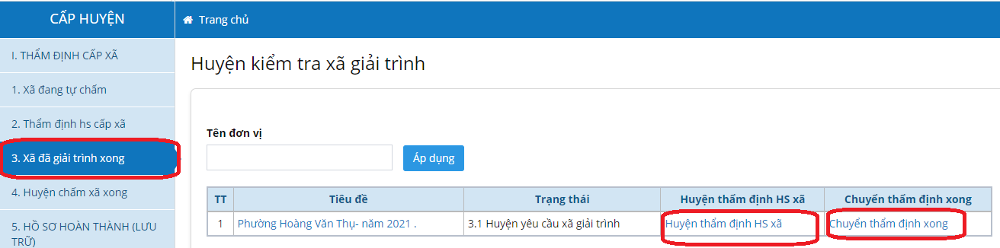 CẤP HUYỆN
Trang chủ
I. THẨM ĐỊNH CẤP XÃ
1. Xã đang tự chấm
2. Thẩm định hs cấp xã
3. Xã đã giải trình xong
4. Huyện chấm xã xong
5. HỒ SƠ HOÀN THÀNH (LƯU
TRỮ)
Huyện kiểm tra xã giải trình
Tên đơn vị
Áp dụng
TT Tiêu đề Trạng thái Huyện thẩm định HS xã Chuyển thẩm định xong
1 Phường Hoàng Văn Thụ- năm 2021 . 3.1 Huyện yêu cầu xã giải trình Huyện thẩm định HS xã Chuyển thẩm định xong